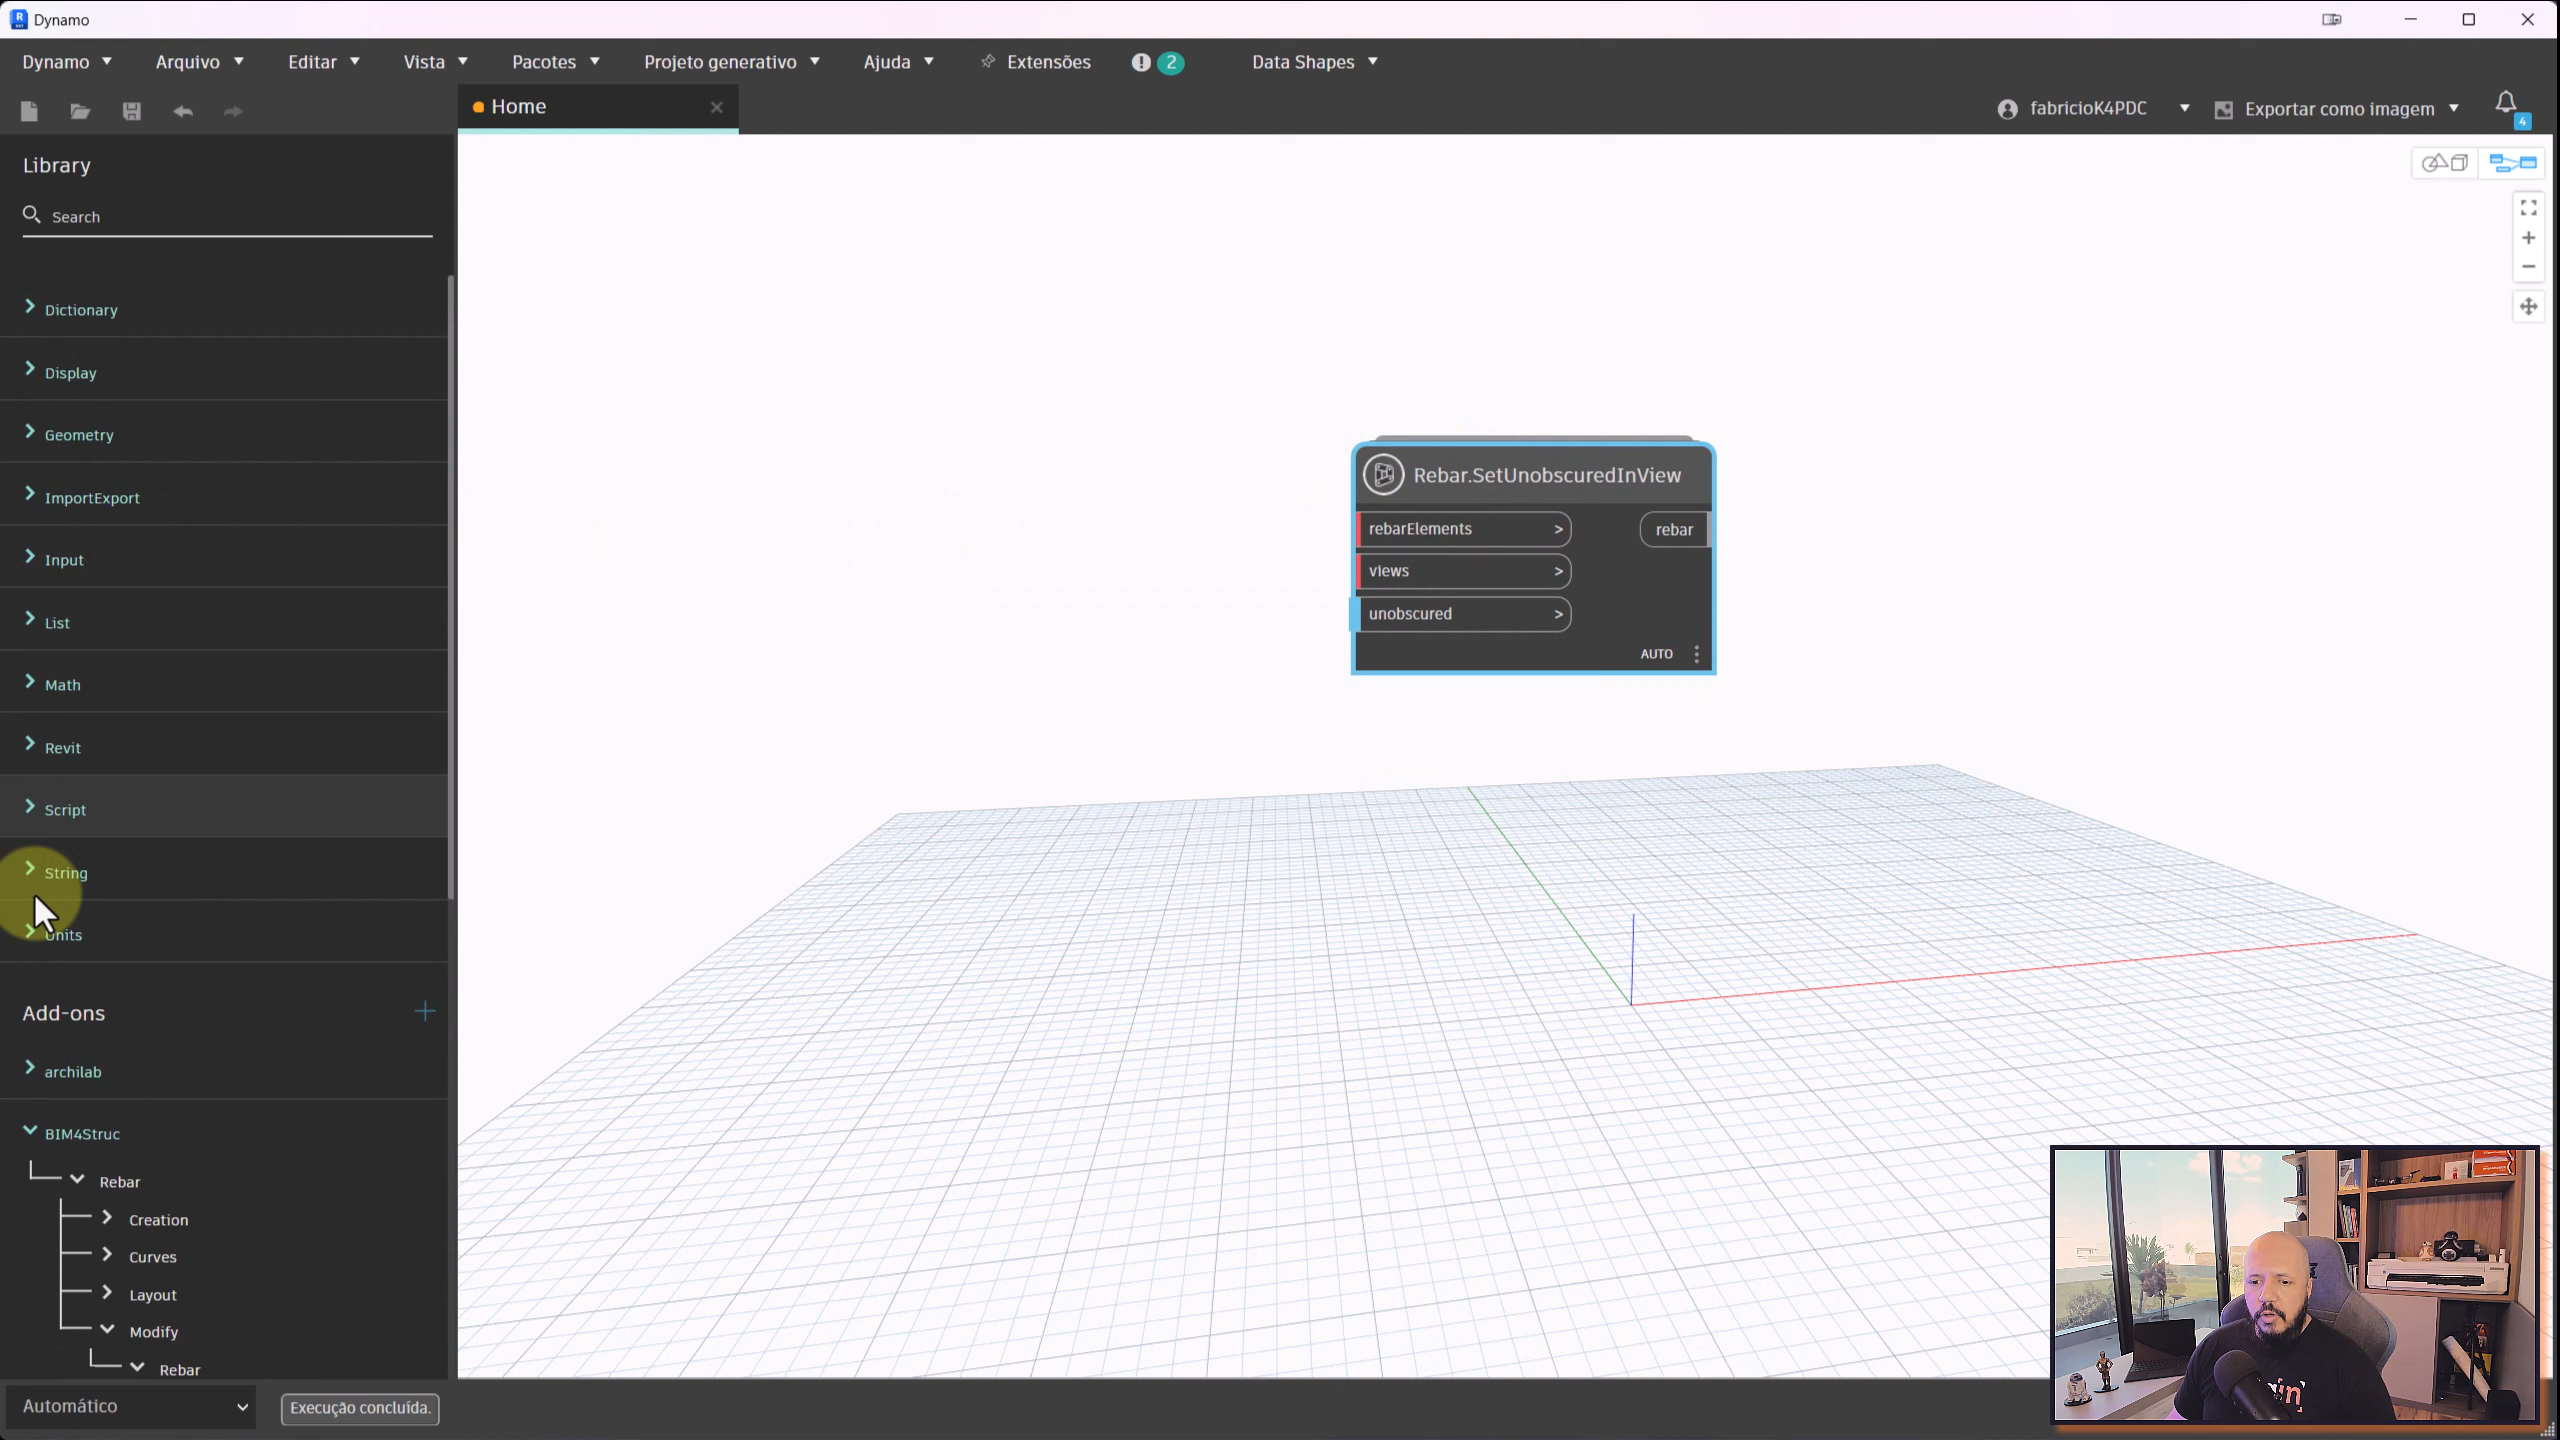 Dynamo
Dynamo Arquivo Editar Vista Pacotes Projeto generativo Ajuda Extensões 2 Data Shapes
Home
fabricioK4PDC Exportar como imagem 4
Library
Search
Dictionary
Display
Geometry
ImportExport
Input
List
Math
Revit
Script
String
Units
Add-ons
archilab
BIM4Struc
Rebar
Creation
Curves
Layout
Modify
Rebar
Rebar.SetUnobscuredInView
rebarElements > rebar
views >
unobscured >
AUTO
Automático Execução concluída.